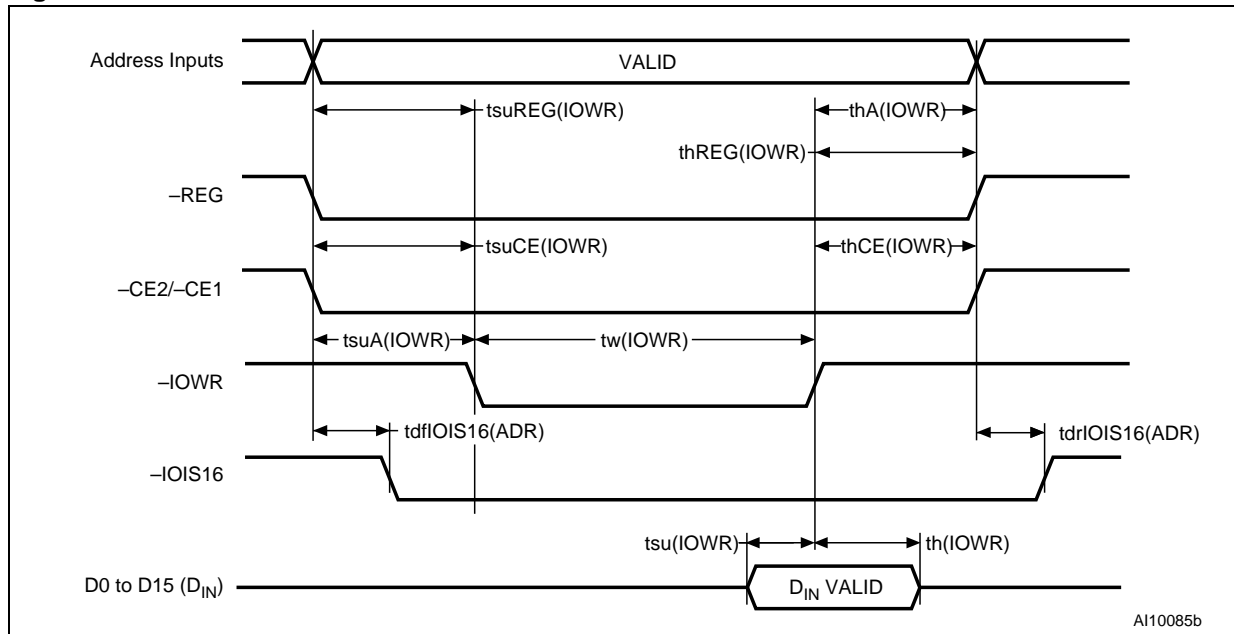 Address Inputs
VALID
tsuREG(IOWR)
thA(IOWR)
thREG(IOWR)
–REG
tsuCE(IOWR)
thCE(IOWR)
–CE2/–CE1
tsuA(IOWR)
tw(IOWR)
–IOWR
tdfIOIS16(ADR)
tdrIOIS16(ADR)
–IOIS16
tsu(IOWR)
th(IOWR)
D0 to D15 (DIN)
DIN VALID
AI10085b